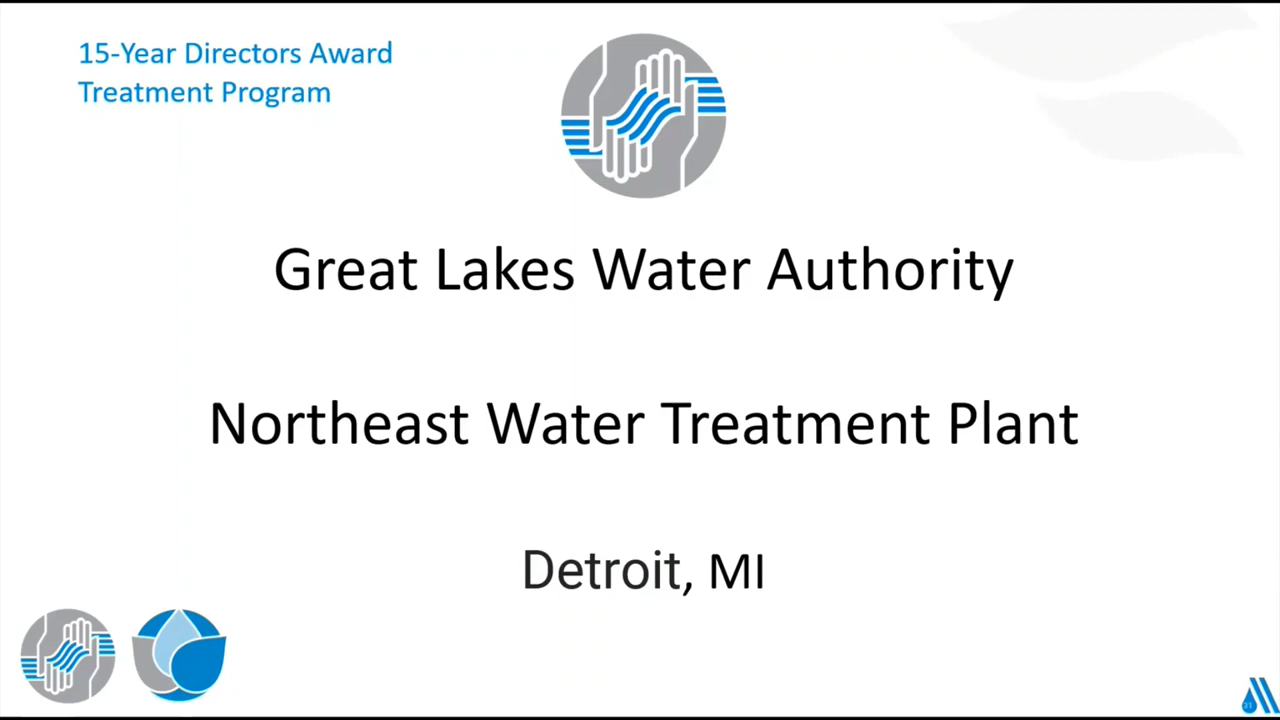 15-Year Directors Award
Treatment Program
Great Lakes Water Authority
Northeast Water Treatment Plant
Detroit, MI